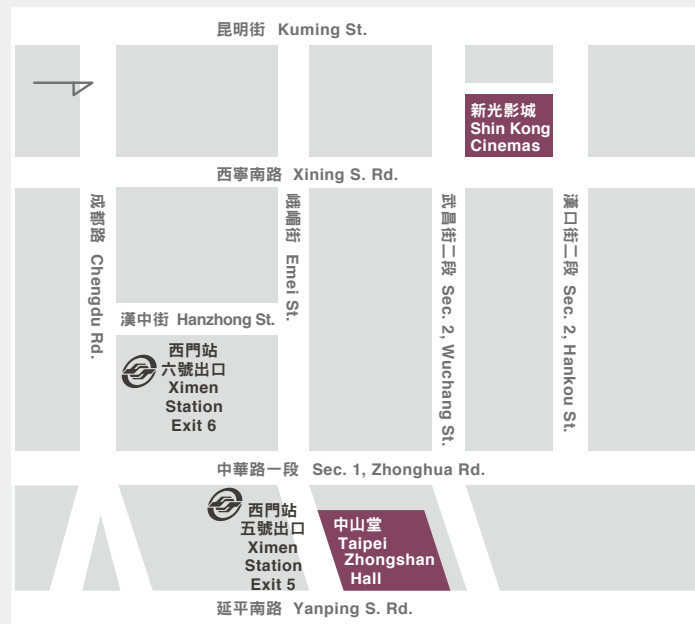 昆明街 Kuming St.
新光影城
Shin Kong
Cinemas
西寧南路 Xining S. Rd.
成都路 Chengdu Rd.
峨嵋街 Emei St.
武昌街二段 Sec. 2, Wuchang St.
漢口街二段 Sec. 2, Hankou St.
漢中街 Hanzhong St.
西門站
六號出口
Ximen
Station
Exit 6
中華路一段 Sec. 1, Zhonghua Rd.
西門站
五號出口
Ximen
Station
Exit 5
中山堂
Taipei
Zhongshan
Hall
延平南路 Yanping S. Rd.